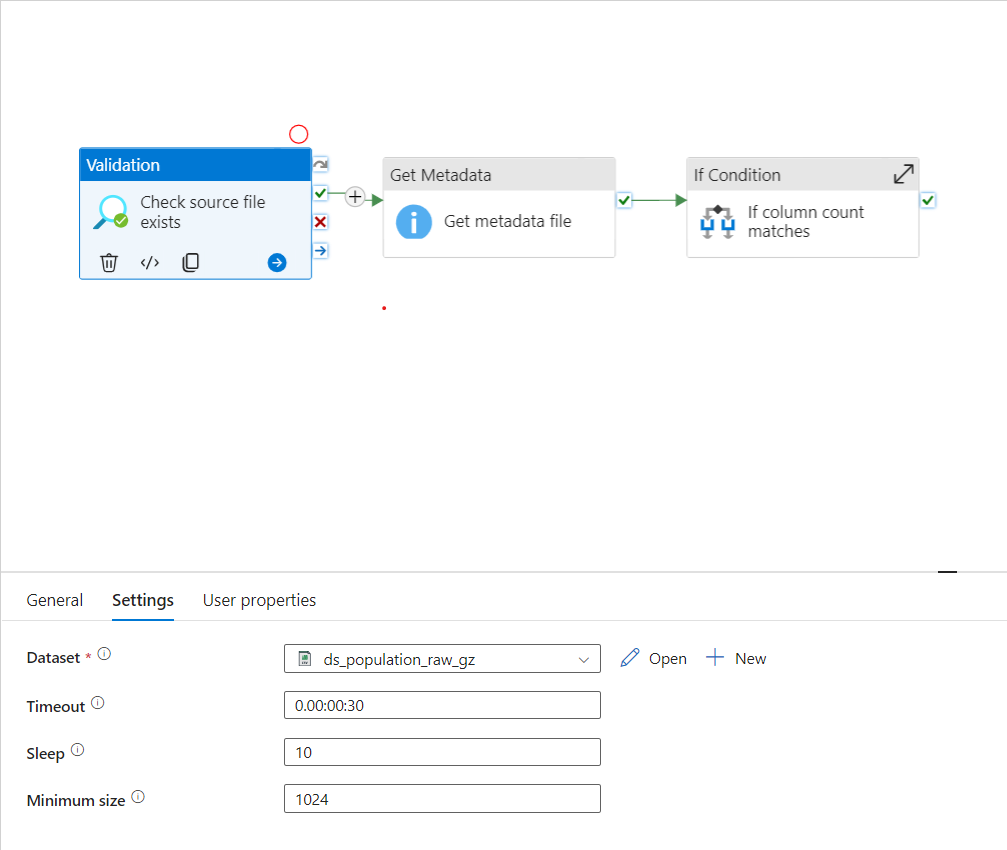 Validation
Check source file
exists
Get Metadata
Get metadata file
If Condition
If column count
matches
General Settings User properties
Dataset * ds_population_raw_gz Open New
Timeout 0.00:00:30
Sleep 10
Minimum size 1024